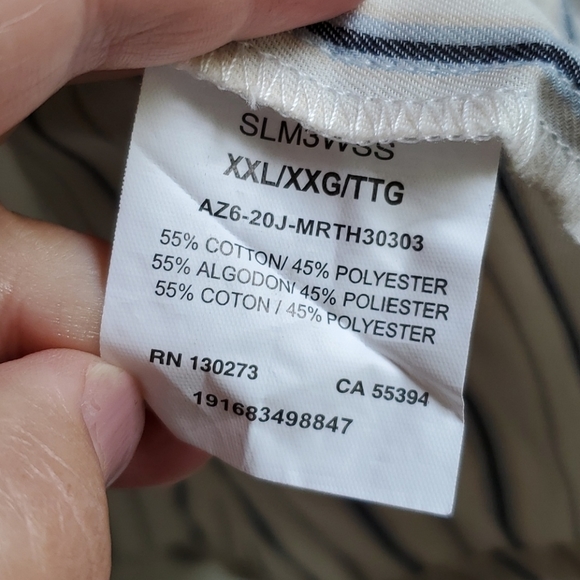 SLM3WSS
XXL/XXG/TTG
AZ6-20J-MRTH30303
55% COTTON/ 45% POLYESTER
55% ALGODON/ 45% POLIESTER
55% COTON / 45% POLYESTER
RN 130273 CA 55394
191683498847